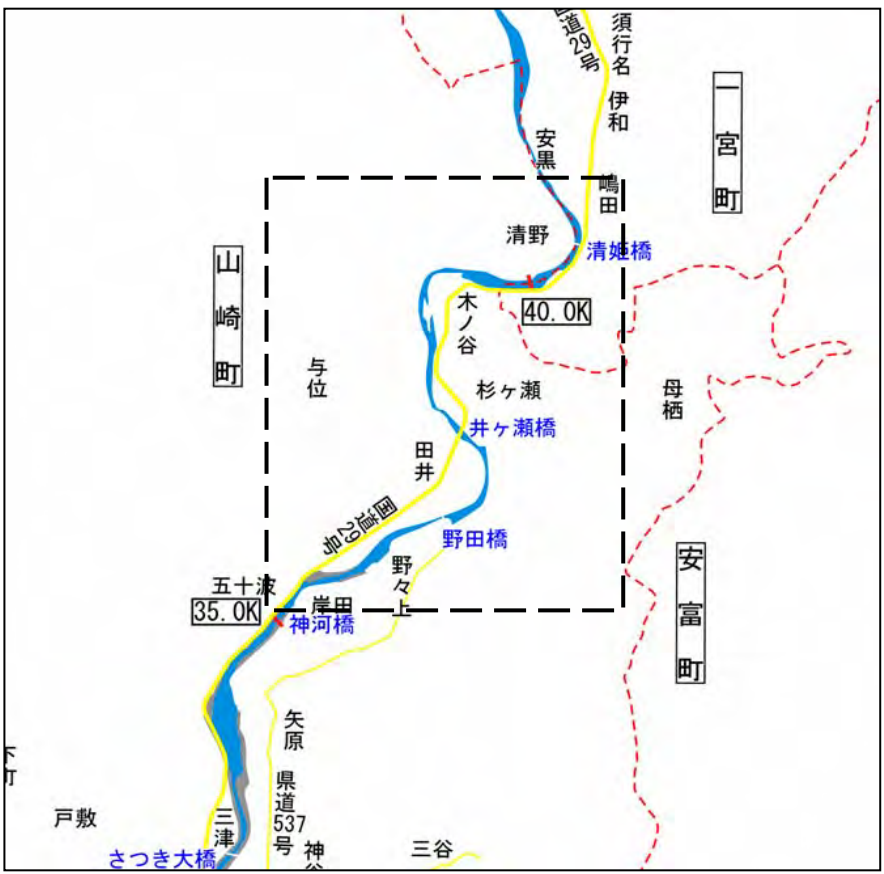 国道29号
須行名
伊和
一宮町
安黒
嶋田
清野
清姫橋
山崎町
木ノ谷
40.0K
与位
杉ヶ瀬
母栖
井ヶ瀬橋
田井
国道29号
野田橋
安富町
野々上
五十波
岸田
35.0K
神河橋
矢原
県道537号
戸敷
三津
三谷
さつき大橋